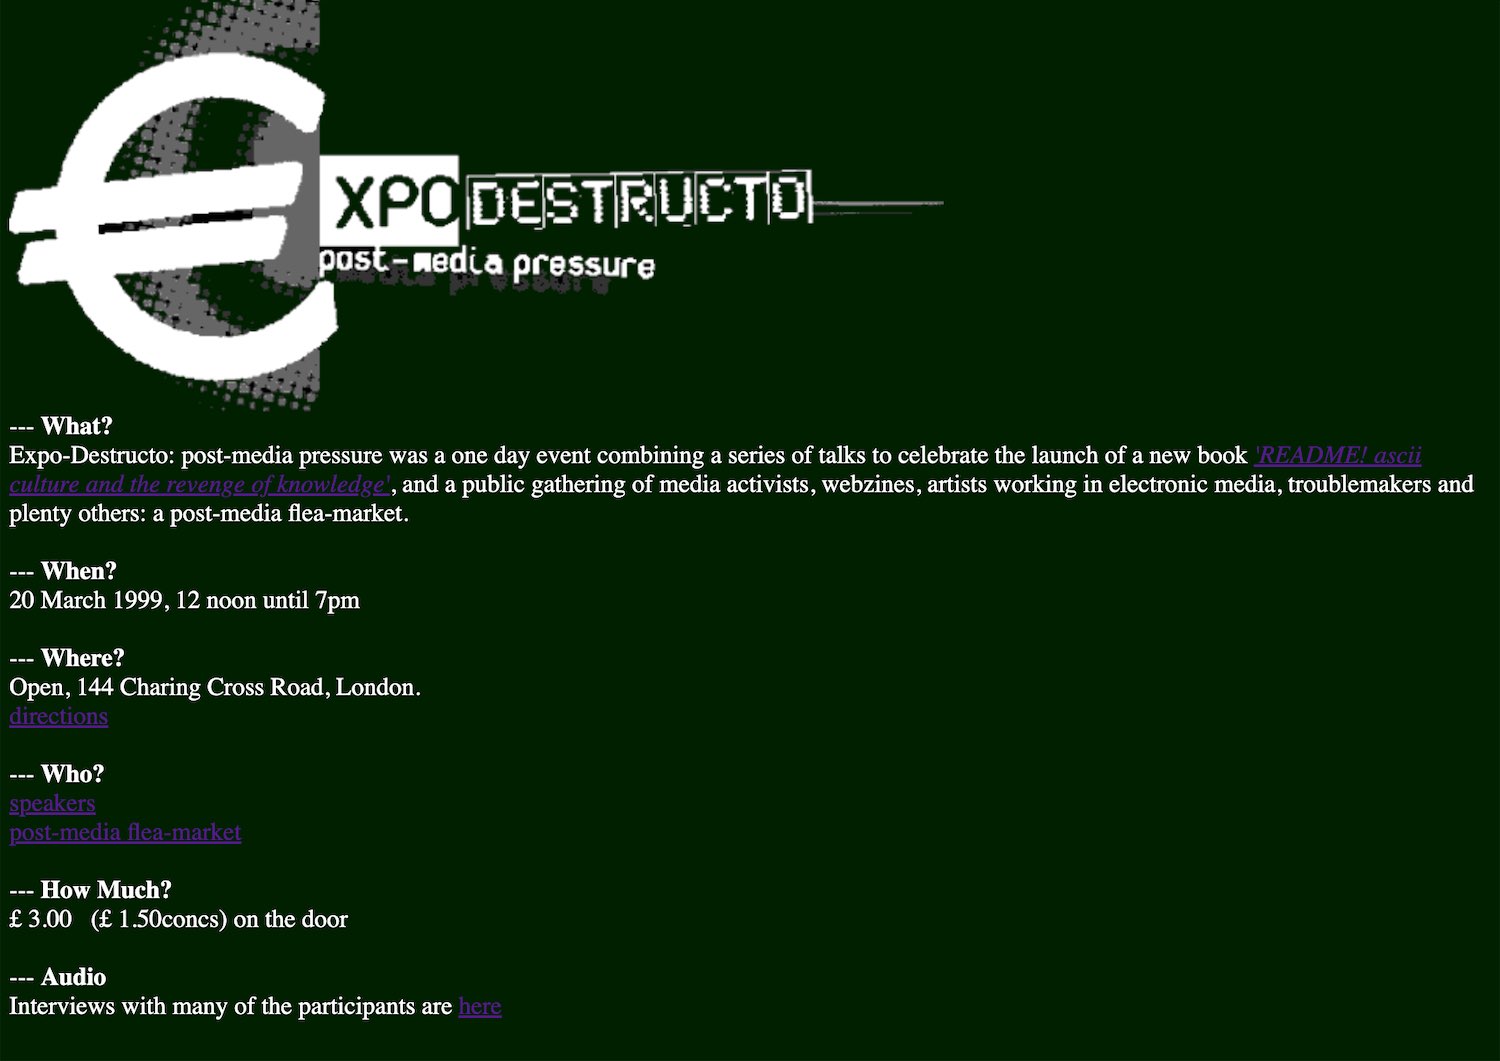 €XPO DESTRUCTO
post-media pressure
--- What?
Expo-Destructo: post-media pressure was a one day event combining a series of talks to celebrate the launch of a new book 'README! ascii
culture and the revenge of knowledge', and a public gathering of media activists, webzines, artists working in electronic media, troublemakers and
plenty others: a post-media flea-market.
--- When?
20 March 1999, 12 noon until 7pm
--- Where?
Open, 144 Charing Cross Road, London.
directions
--- Who?
speakers
post-media flea-market
--- How Much?
£ 3.00   (£ 1.50concs) on the door
--- Audio
Interviews with many of the participants are here